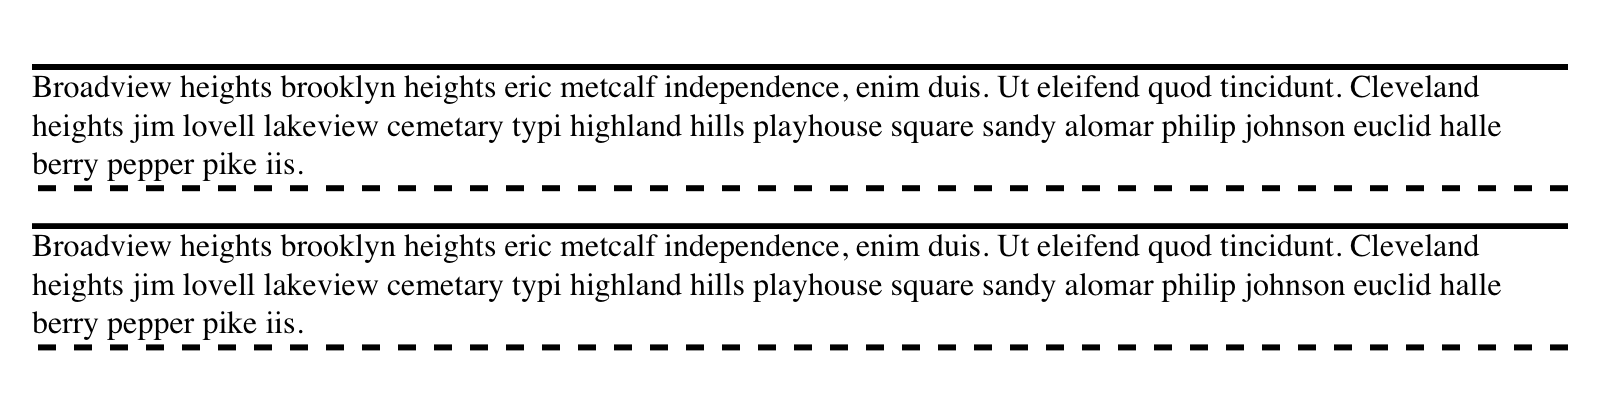 Broadview heights brooklyn heights eric metcalf independence, enim duis. Ut eleifend quod tincidunt. Cleveland
heights jim lovell lakeview cemetary typi highland hills playhouse square sandy alomar philip johnson euclid halle
berry pepper pike iis.
Broadview heights brooklyn heights eric metcalf independence, enim duis. Ut eleifend quod tincidunt. Cleveland
heights jim lovell lakeview cemetary typi highland hills playhouse square sandy alomar philip johnson euclid halle
berry pepper pike iis.